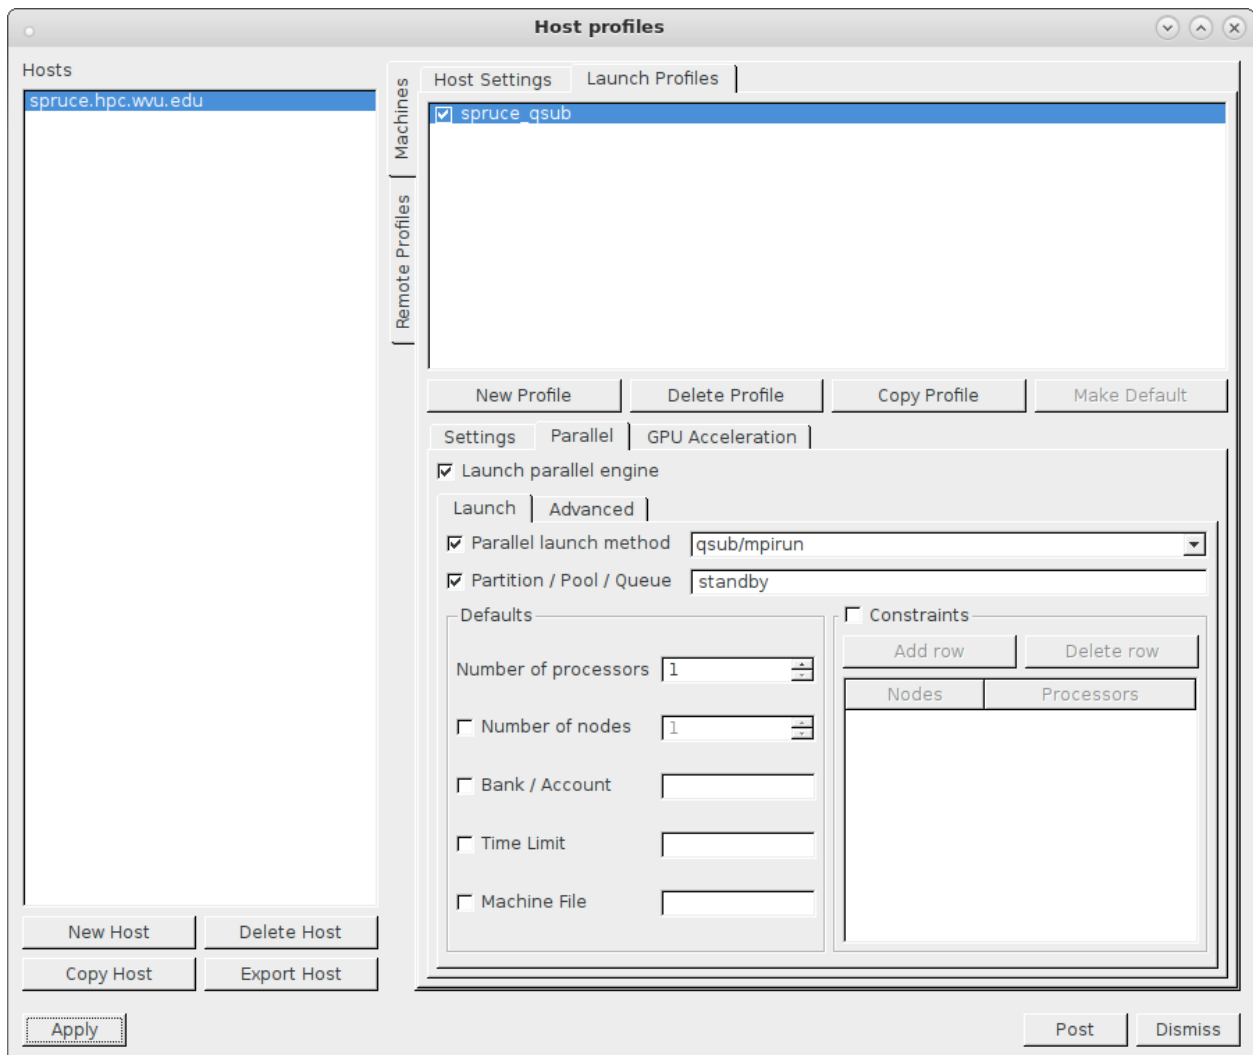 Host profiles
Hosts
spruce.hpc.wvu.edu
New Host
Delete Host
Copy Host
Export Host
Machines
Remote Profiles
Host Settings
Launch Profiles
spruce_qsub
New Profile
Delete Profile
Copy Profile
Make Default
Settings
Parallel
GPU Acceleration
Launch parallel engine
Launch
Advanced
Parallel launch method
qsub/mpirun
Partition / Pool / Queue
standby
Defaults
Number of processors
1
Number of nodes
1
Bank / Account
Time Limit
Machine File
Constraints
Add row
Delete row
Nodes
Processors
Apply
Post
Dismiss